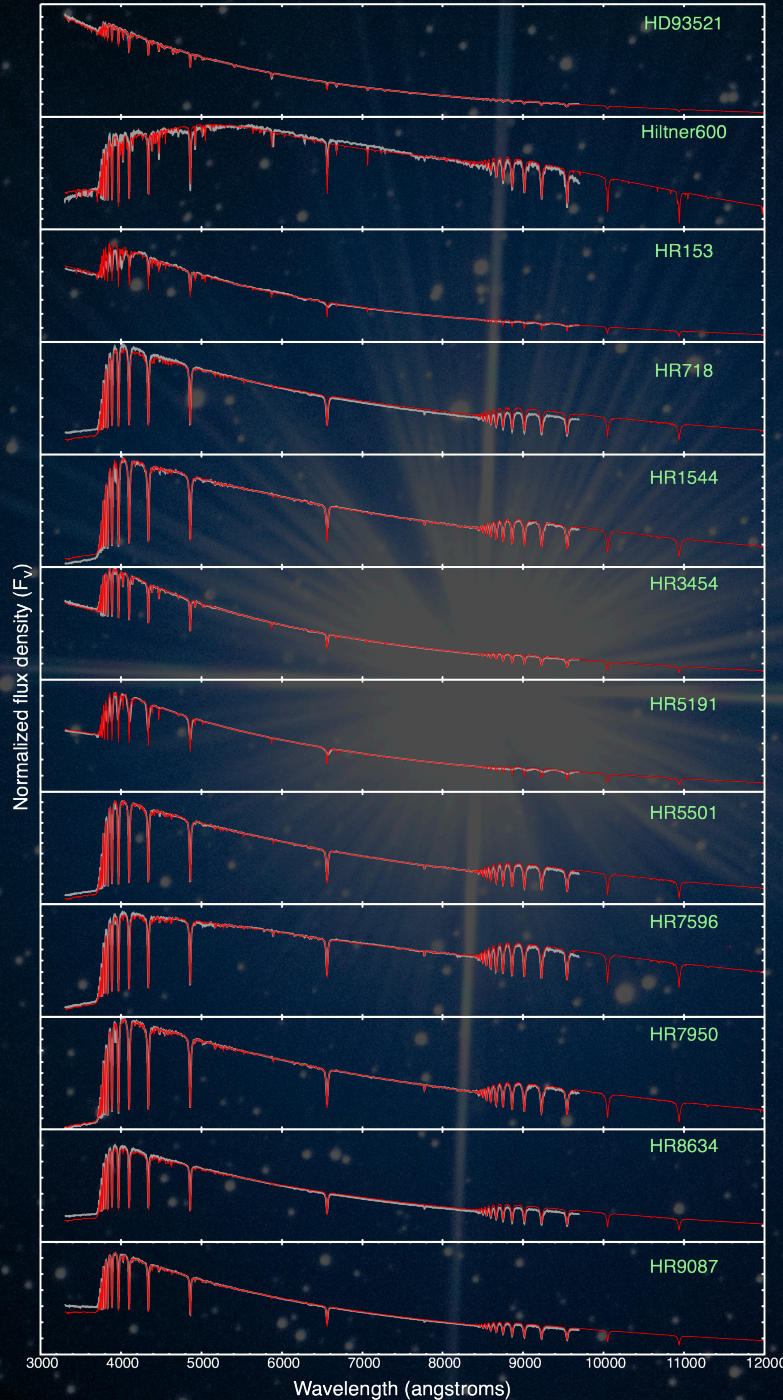 HD93521
Hiltner600
HR153
HR718
HR1544
HR3454
HR5191
HR5501
HR7596
HR7950
HR8634
HR9087
Normalized flux density (Fν)
3000 4000 5000 6000 7000 8000 9000 10000 11000 12000
Wavelength (angstroms)